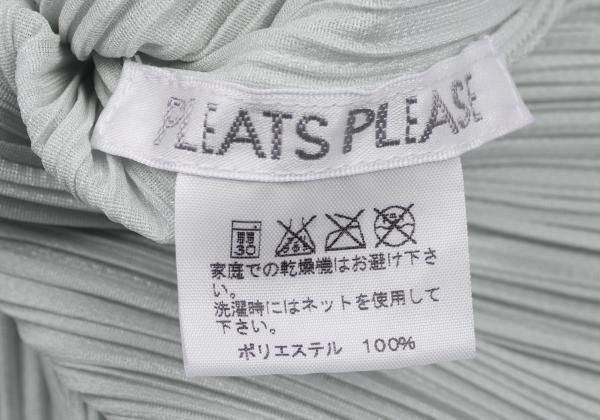 PLEATS PLEASE
弱
30
家庭での乾燥機はお避け下さ
い。
洗濯時にはネットを使用して
下さい。
ポリエステル 100%